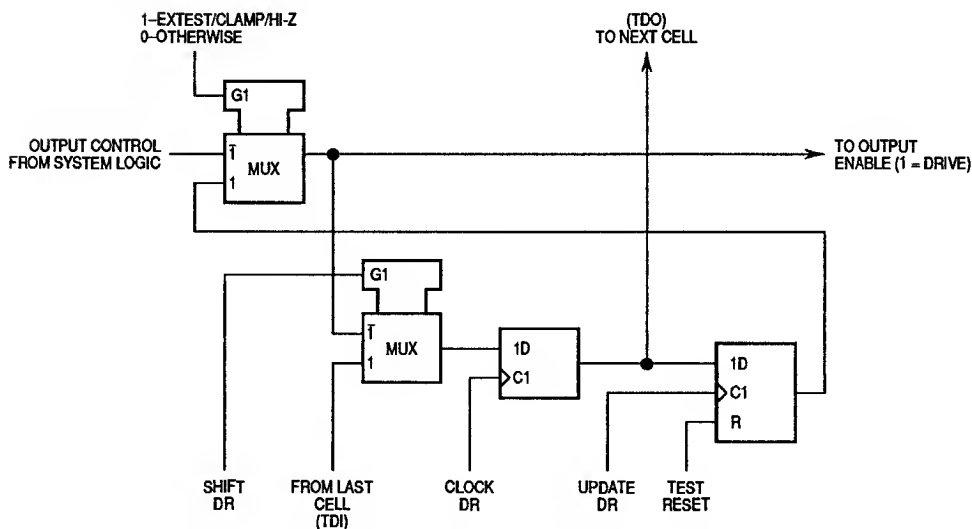 1–EXTEST/CLAMP/HI-Z
0–OTHERWISE
(TDO)
TO NEXT CELL
G1
OUTPUT CONTROL
FROM SYSTEM LOGIC
1̅
1
MUX
TO OUTPUT
ENABLE (1 = DRIVE)
G1
1̅
1
MUX
1D
C1
1D
C1
R
SHIFT
DR
FROM LAST
CELL
(TDI)
CLOCK
DR
UPDATE
DR
TEST
RESET